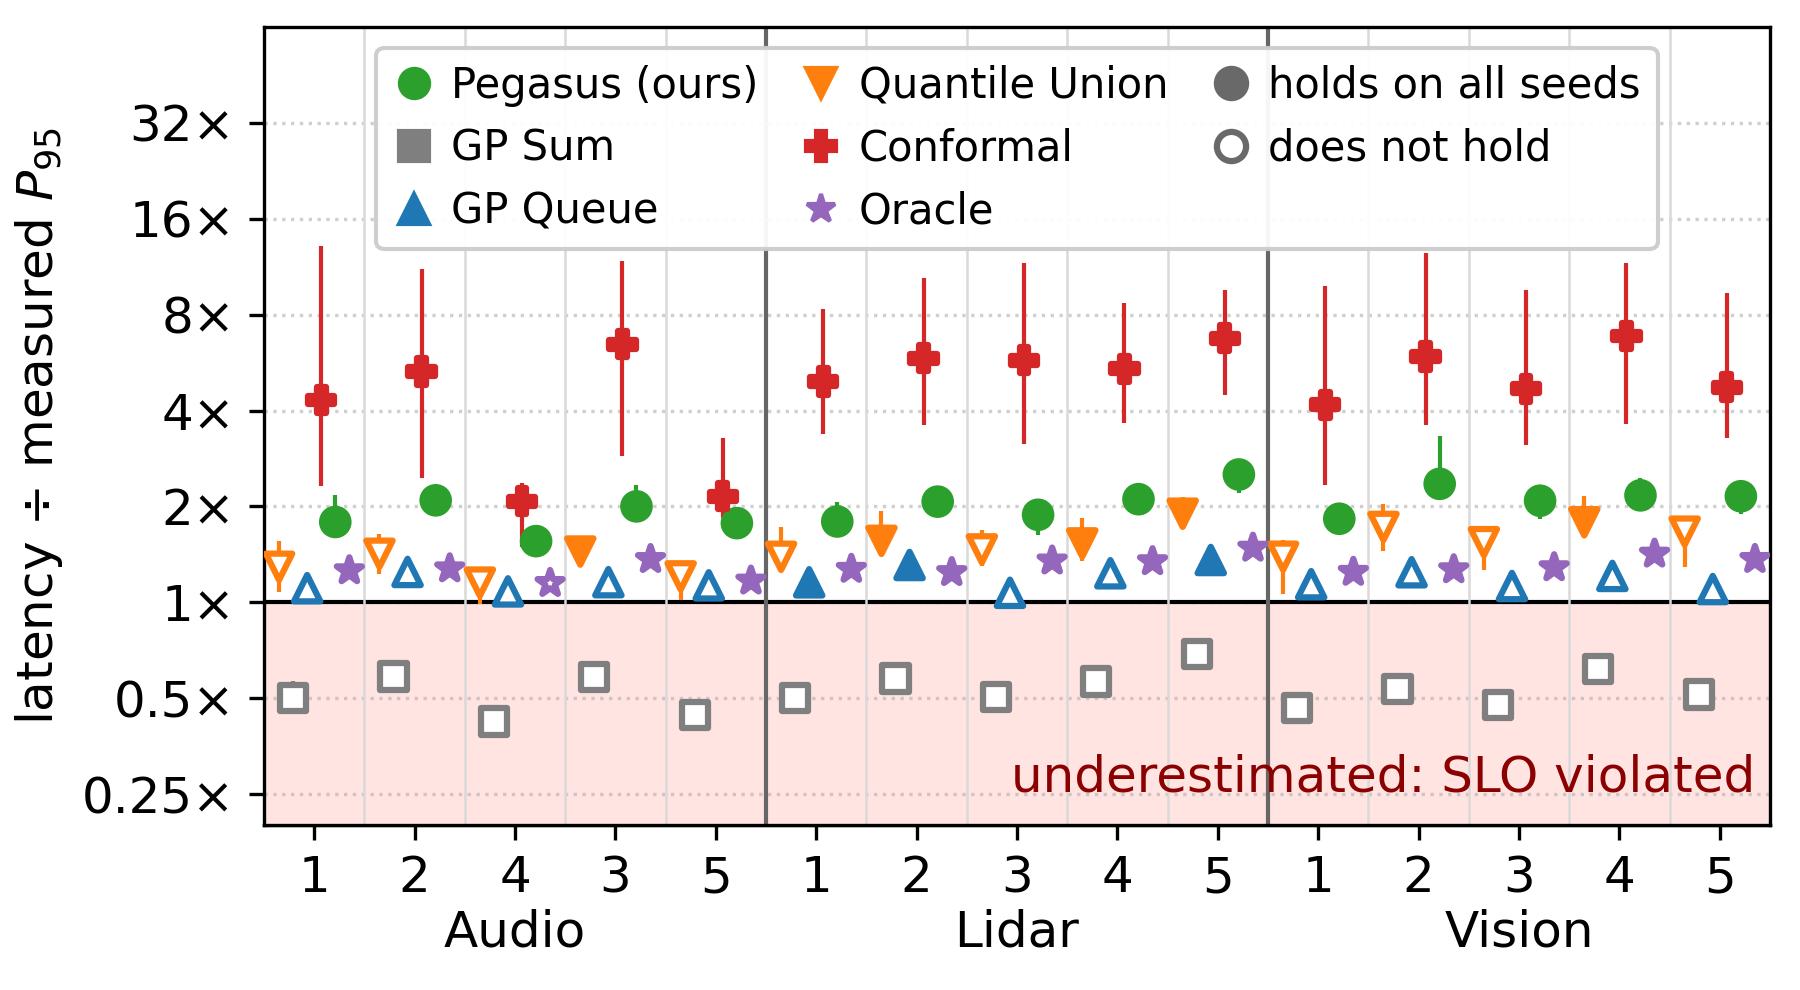 latency ÷ measured P95
32×
16×
8×
4×
2×
1×
0.5×
0.25×
Pegasus (ours)
GP Sum
GP Queue
Quantile Union
Conformal
Oracle
holds on all seeds
does not hold
underestimated: SLO violated
1 2 4 3 5 1 2 3 4 5 1 2 3 4 5
Audio Lidar Vision